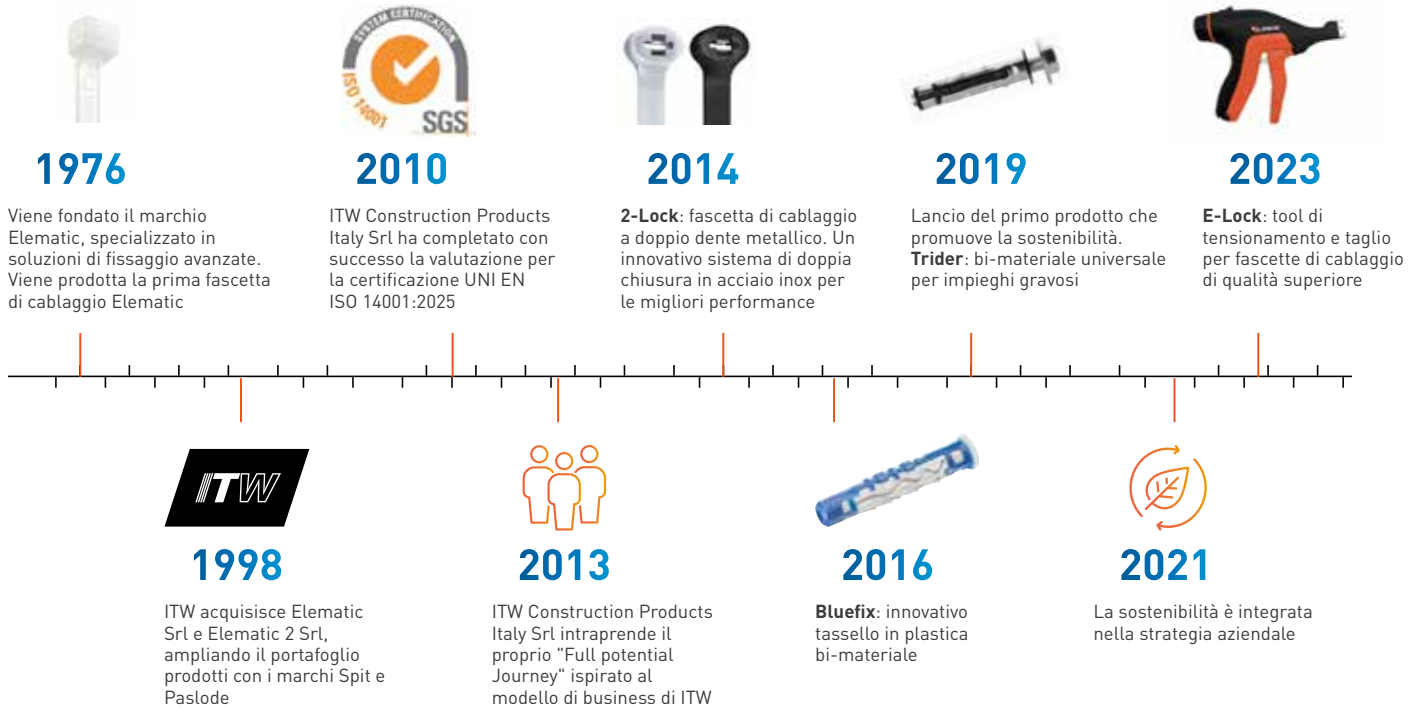 SYSTEM CERTIFICATION
ISO 14001
SGS
1976
Viene fondato il marchio
Elematic, specializzato in
soluzioni di fissaggio avanzate.
Viene prodotta la prima fascetta
di cablaggio Elematic
2010
ITW Construction Products
Italy Srl ha completato con
successo la valutazione per
la certificazione UNI EN
ISO 14001:2025
2014
2-Lock: fascetta di cablaggio
a doppio dente metallico. Un
innovativo sistema di doppia
chiusura in acciaio inox per
le migliori performance
2019
Lancio del primo prodotto che
promuove la sostenibilità.
Trider: bi-materiale universale
per impieghi gravosi
2023
E-Lock: tool di
tensionamento e taglio
per fascette di cablaggio
di qualità superiore
ITW
1998
ITW acquisisce Elematic
Srl e Elematic 2 Srl,
ampliando il portafoglio
prodotti con i marchi Spit e
Paslode
2013
ITW Construction Products
Italy Srl intraprende il
proprio "Full potential
Journey" ispirato al
modello di business di ITW
2016
Bluefix: innovativo
tassello in plastica
bi-materiale
2021
La sostenibilità è integrata
nella strategia aziendale